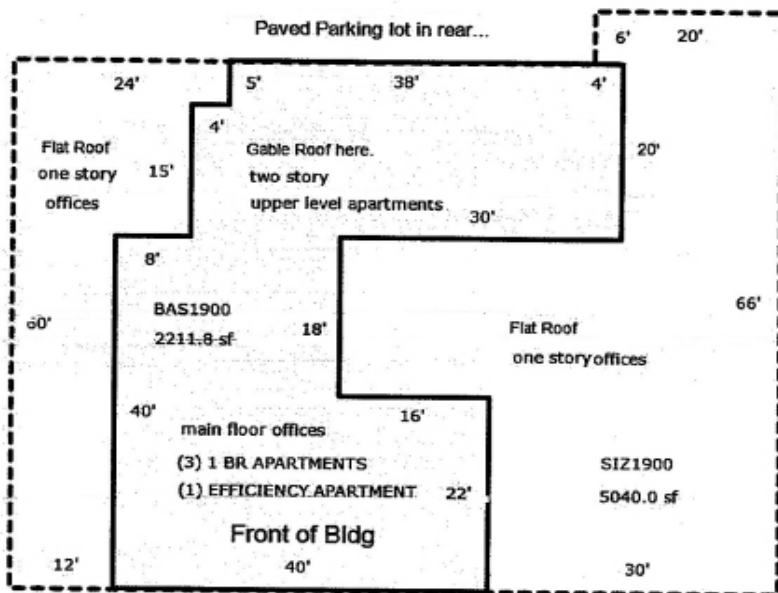 Paved Parking lot in rear...
6' 20'
24' 5' 38' 4'
4'
Flat Roof
one story
offices
15'
Gable Roof here.
two story
upper level apartments
20'
30'
8'
BAS1900
2211.8 sf
60'
18'
Flat Roof
one story offices
66'
40'
16'
main floor offices
(3) 1 BR APARTMENTS
(1) EFFICIENCY APARTMENT
22'
SIZ1900
5040.0 sf
Front of Bldg
12' 40' 30'